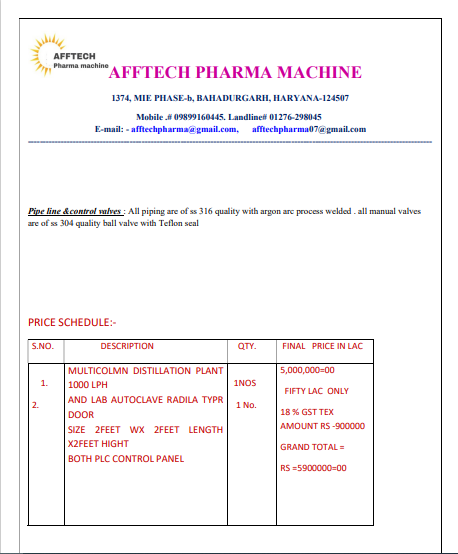 AFFTECH
Pharma machine
AFFTECH PHARMA MACHINE
1374, MIE PHASE-b, BAHADURGARH, HARYANA-124507
Mobile .# 09899160445. Landline# 01276-298045
E-mail: - afftechpharma@gmail.com, afftechpharma07@gmail.com
Pipe line &control valves : All piping are of ss 316 quality with argon arc process welded . all manual valves
are of ss 304 quality ball valve with Teflon seal
PRICE SCHEDULE:-
S.NO. DESCRIPTION QTY. FINAL PRICE IN LAC
1. MULTICOLMN DISTILLATION PLANT 1NOS 5,000,000=00
1000 LPH FIFTY LAC ONLY
2. AND LAB AUTOCLAVE RADILA TYPR 1 No. 18 % GST TEX
DOOR AMOUNT RS -900000
SIZE 2FEET WX 2FEET LENGTH GRAND TOTAL =
X2FEET HIGHT RS =5900000=00
BOTH PLC CONTROL PANEL